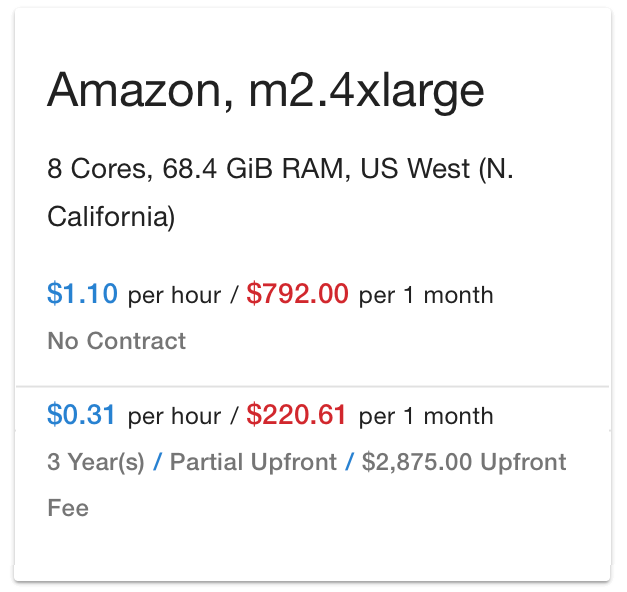 Amazon, m2.4xlarge
8 Cores, 68.4 GiB RAM, US West (N.
California)
$1.10 per hour / $792.00 per 1 month
No Contract
$0.31 per hour / $220.61 per 1 month
3 Year(s) / Partial Upfront / $2,875.00 Upfront
Fee